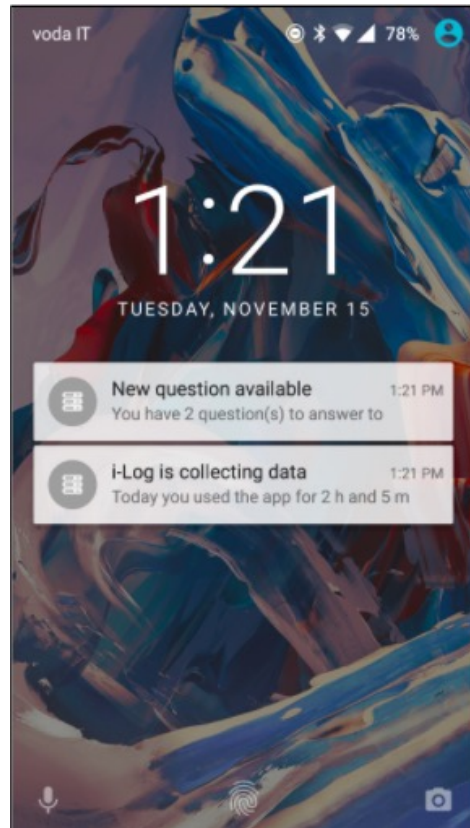 voda IT
78%
1:21
TUESDAY, NOVEMBER 15
New question available 1:21 PM
You have 2 question(s) to answer to
i-Log is collecting data 1:21 PM
Today you used the app for 2 h and 5 m